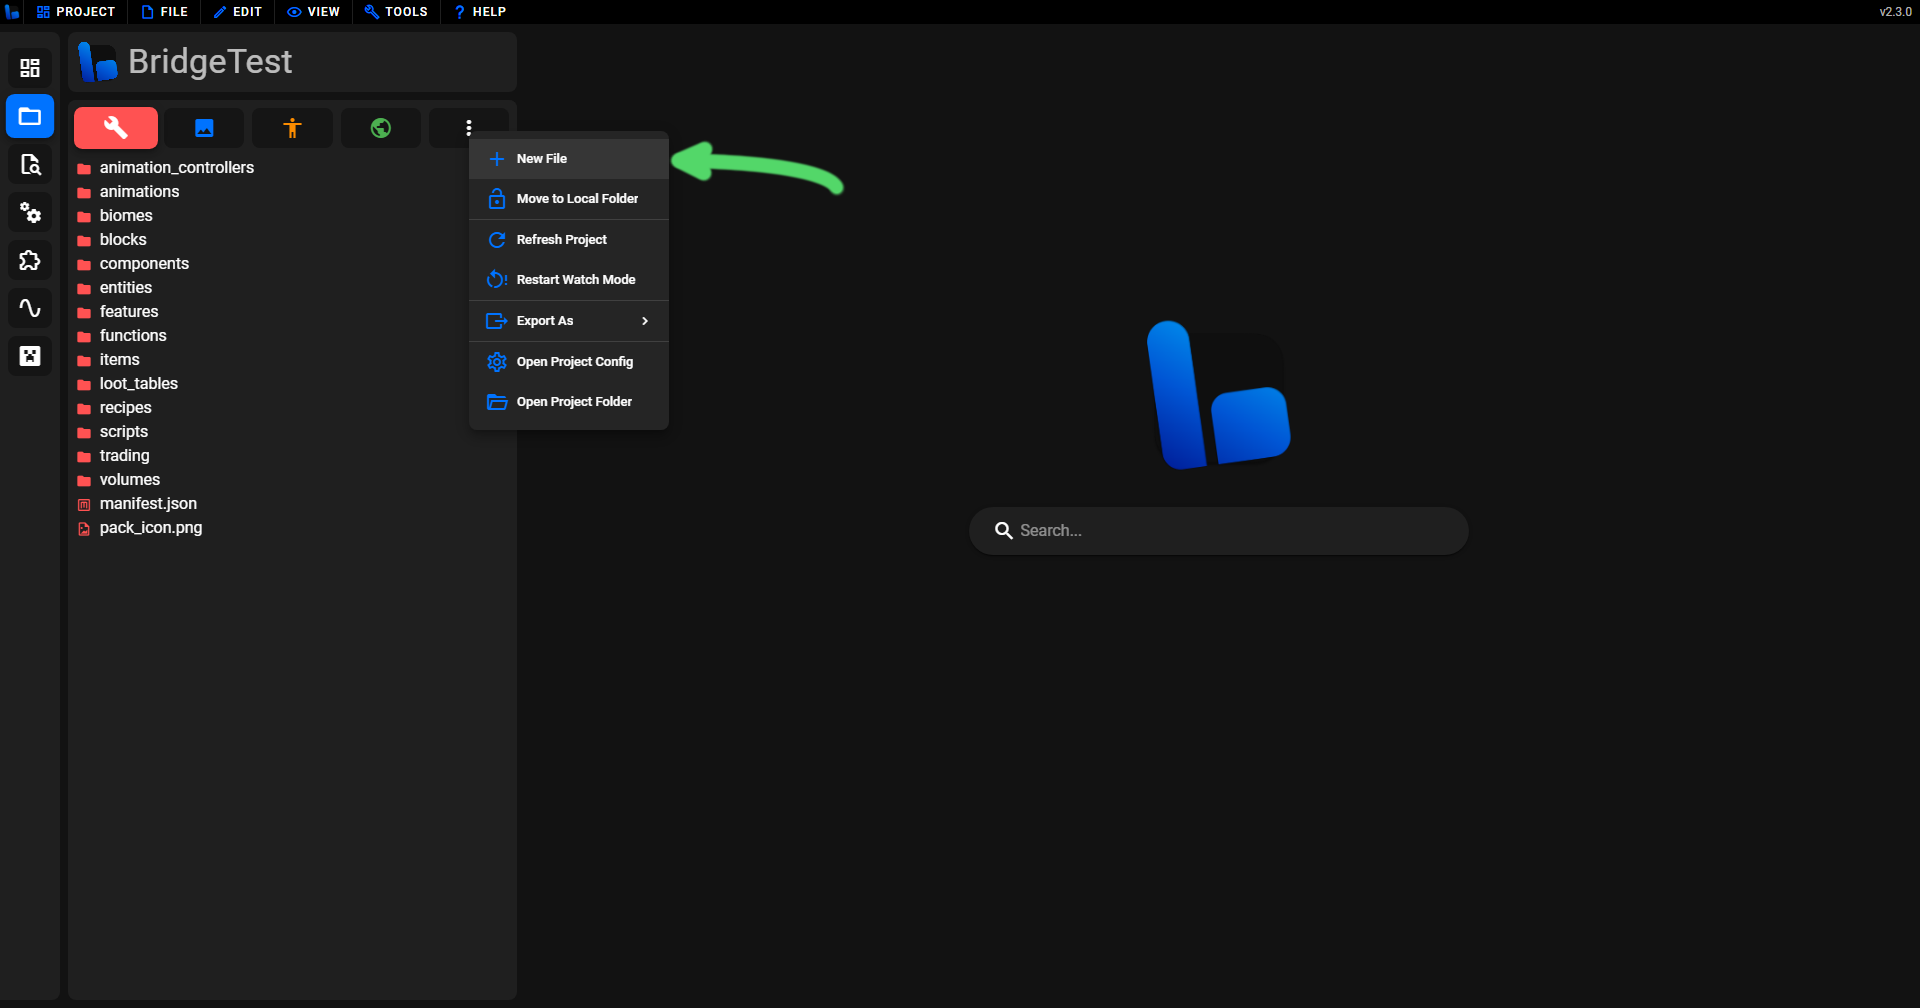 PROJECT FILE EDIT VIEW TOOLS HELP v2.3.0
BridgeTest
animation_controllers
animations
biomes
blocks
components
entities
features
functions
items
loot_tables
recipes
scripts
trading
volumes
manifest.json
pack_icon.png
New File
Move to Local Folder
Refresh Project
Restart Watch Mode
Export As
Open Project Config
Open Project Folder
Search...